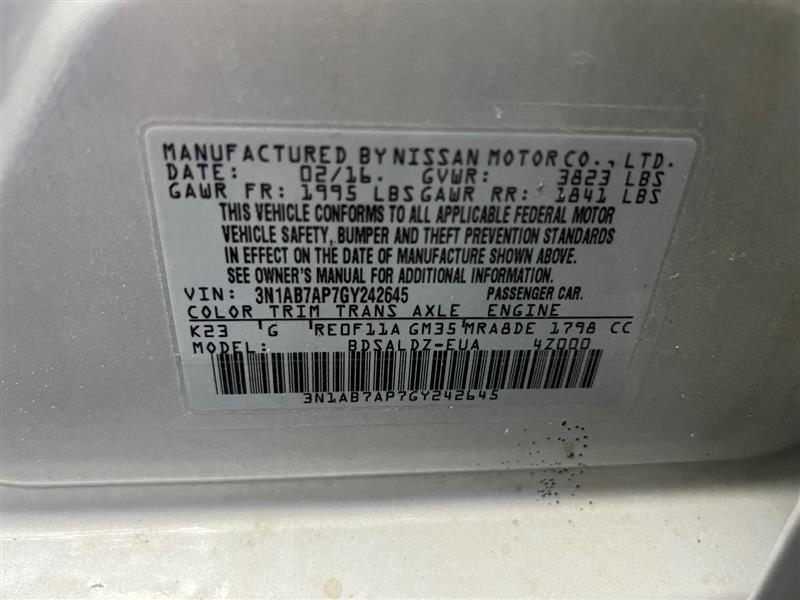 MANUFACTURED BY NISSAN MOTOR CO., LTD.
DATE: 02/16. GVWR: 3823 LBS
GAWR FR: 1995 LBS GAWR RR: 1841 LBS
THIS VEHICLE CONFORMS TO ALL APPLICABLE FEDERAL MOTOR
VEHICLE SAFETY, BUMPER AND THEFT PREVENTION STANDARDS
IN EFFECT ON THE DATE OF MANUFACTURE SHOWN ABOVE.
SEE OWNER'S MANUAL FOR ADDITIONAL INFORMATION.
VIN: 3N1AB7AP7GY242645 PASSENGER CAR.
COLOR TRIM TRANS AXLE ENGINE
K23 G RE0F11A GM35 MRA8DE 1798 CC
MODEL: BDSALDZ-EUA 4Z000
3N1AB7AP7GY242645